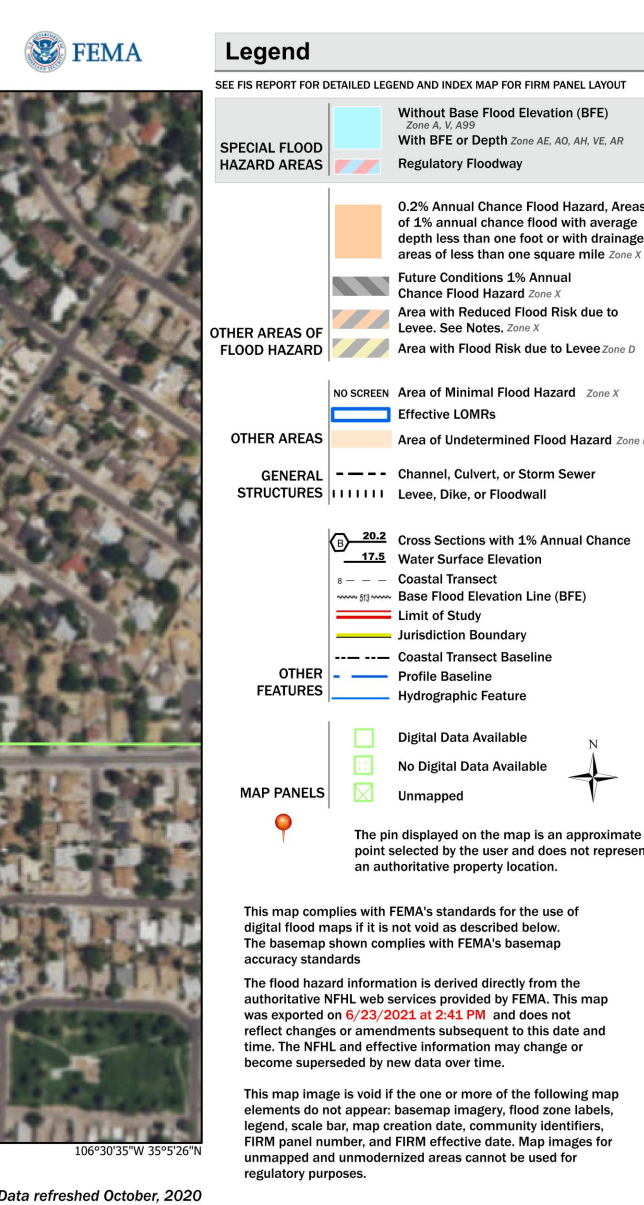 FEMA
Legend
SEE FIS REPORT FOR DETAILED LEGEND AND INDEX MAP FOR FIRM PANEL LAYOUT
SPECIAL FLOOD
HAZARD AREAS
Without Base Flood Elevation (BFE)
Zone A, V, A99
With BFE or Depth Zone AE, AO, AH, VE, AR
Regulatory Floodway
OTHER AREAS OF
FLOOD HAZARD
0.2% Annual Chance Flood Hazard, Areas
of 1% annual chance flood with average
depth less than one foot or with drainage
areas of less than one square mile Zone X
Future Conditions 1% Annual
Chance Flood Hazard Zone X
Area with Reduced Flood Risk due to
Levee. See Notes. Zone X
Area with Flood Risk due to Levee Zone D
OTHER AREAS
NO SCREEN Area of Minimal Flood Hazard Zone X
Effective LOMRs
Area of Undetermined Flood Hazard Zone
GENERAL
STRUCTURES
Channel, Culvert, or Storm Sewer
Levee, Dike, or Floodwall
OTHER
FEATURES
B 20.2 Cross Sections with 1% Annual Chance
17.5 Water Surface Elevation
8 Coastal Transect
513 Base Flood Elevation Line (BFE)
Limit of Study
Jurisdiction Boundary
Coastal Transect Baseline
Profile Baseline
Hydrographic Feature
MAP PANELS
Digital Data Available
No Digital Data Available
Unmapped
N
The pin displayed on the map is an approximate
point selected by the user and does not represen
an authoritative property location.
This map complies with FEMA's standards for the use of
digital flood maps if it is not void as described below.
The basemap shown complies with FEMA's basemap
accuracy standards
The flood hazard information is derived directly from the
authoritative NFHL web services provided by FEMA. This map
was exported on 6/23/2021 at 2:41 PM and does not
reflect changes or amendments subsequent to this date and
time. The NFHL and effective information may change or
become superseded by new data over time.
This map image is void if the one or more of the following map
elements do not appear: basemap imagery, flood zone labels,
legend, scale bar, map creation date, community identifiers,
FIRM panel number, and FIRM effective date. Map images for
unmapped and unmodernized areas cannot be used for
regulatory purposes.
106°30'35"W 35°5'26"N
Data refreshed October, 2020